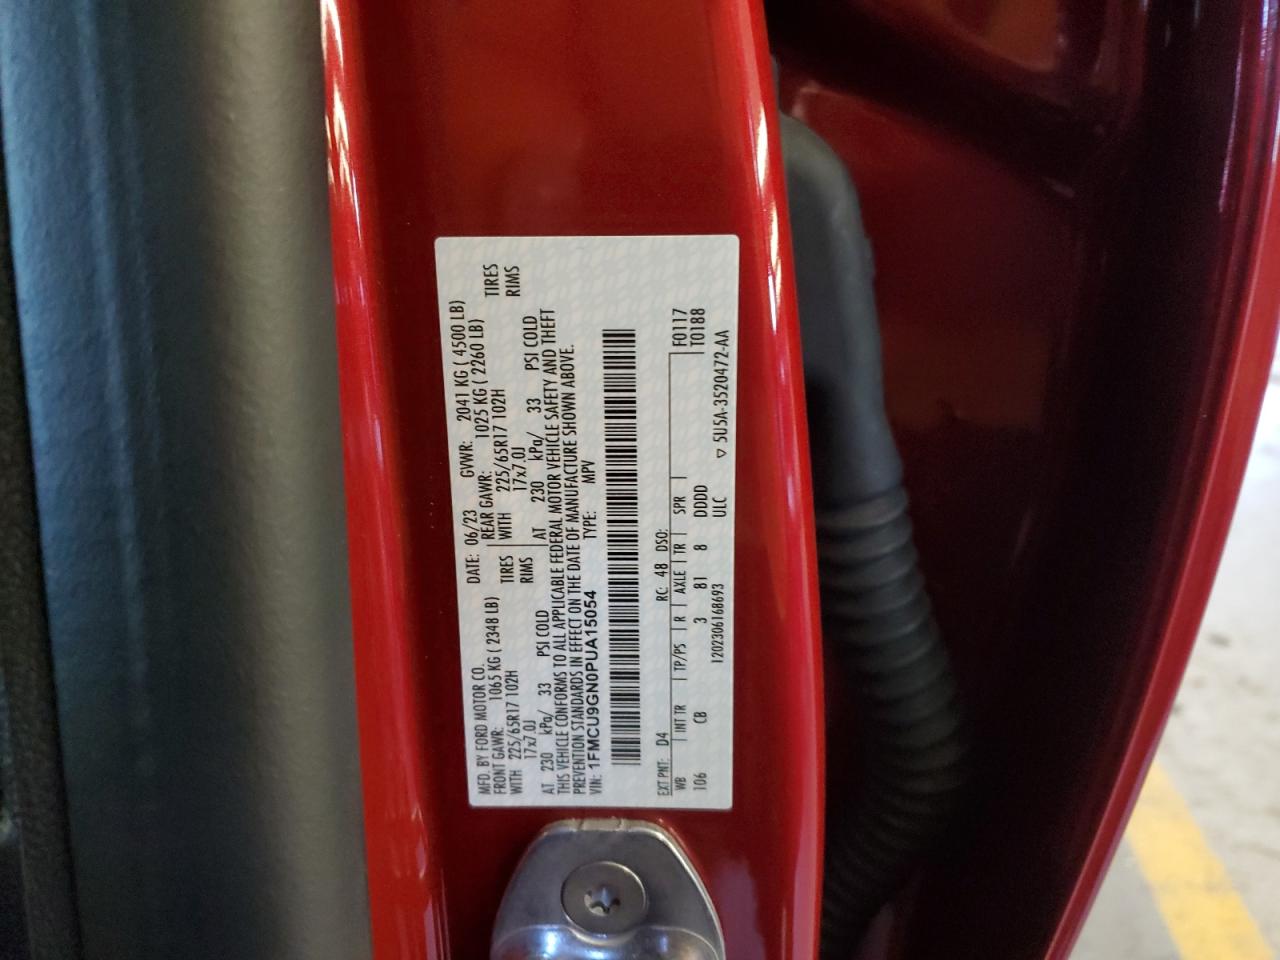 MFD. BY FORD MOTOR CO. DATE: 06/23 GVWR: 2041 KG ( 4500 LB)
FRONT GAWR: 1065 KG ( 2348 LB) REAR GAWR: 1025 KG ( 2260 LB)
WITH 225/65R17 102H TIRES WITH 225/65R17 102H TIRES
17x7.0J RIMS 17x7.0J RIMS
AT 230 kPa/ 33 PSI COLD AT 230 kPa/ 33 PSI COLD
THIS VEHICLE CONFORMS TO ALL APPLICABLE FEDERAL MOTOR VEHICLE SAFETY AND THEFT
PREVENTION STANDARDS IN EFFECT ON THE DATE OF MANUFACTURE SHOWN ABOVE.
VIN: 1FMCU9GN0PUA15054 TYPE: MPV
EXT PNT: D4 RC: 48 DSO: F0117
WB INT TR TP/PS R AXLE TR SPR T0188
106 CB 3 81 8 DDDD
1202306168693 ULC ▽ 5U5A-3520472-AA